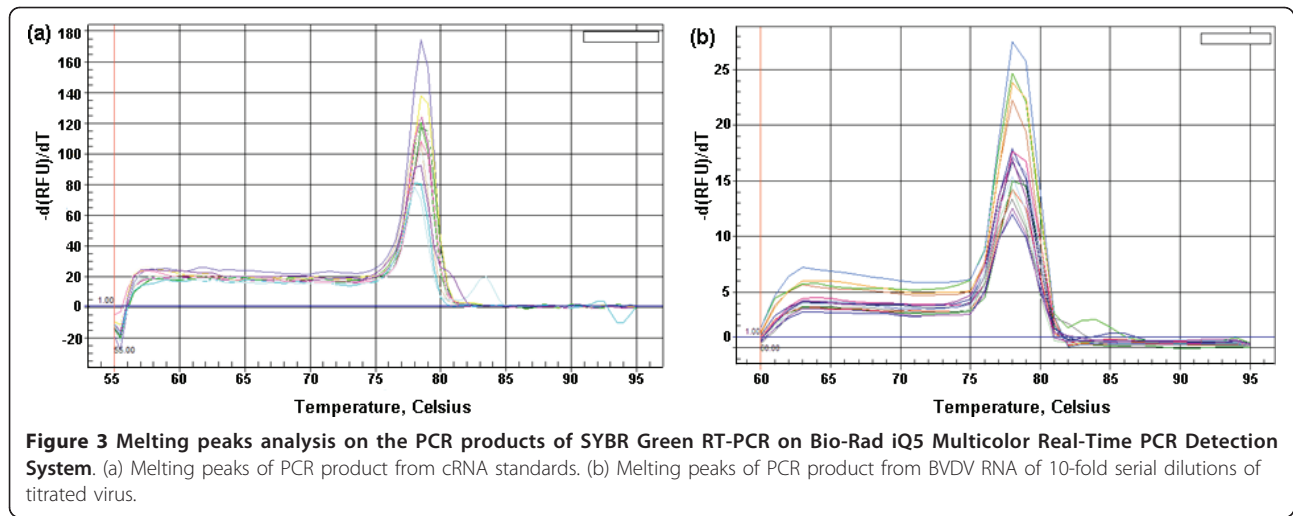 (a)
180
160
140
120
100
80
60
40
20
0
-20
-d(RFU)/dT
1.00
55.00
55 60 65 70 75 80 85 90 95
Temperature, Celsius
(b)
25
20
15
10
5
0
-d(RFU)/dT
1.00
60.00
60 65 70 75 80 85 90 95
Temperature, Celsius
Figure 3 Melting peaks analysis on the PCR products of SYBR Green RT-PCR on Bio-Rad iQ5 Multicolor Real-Time PCR Detection
System. (a) Melting peaks of PCR product from cRNA standards. (b) Melting peaks of PCR product from BVDV RNA of 10-fold serial dilutions of
titrated virus.